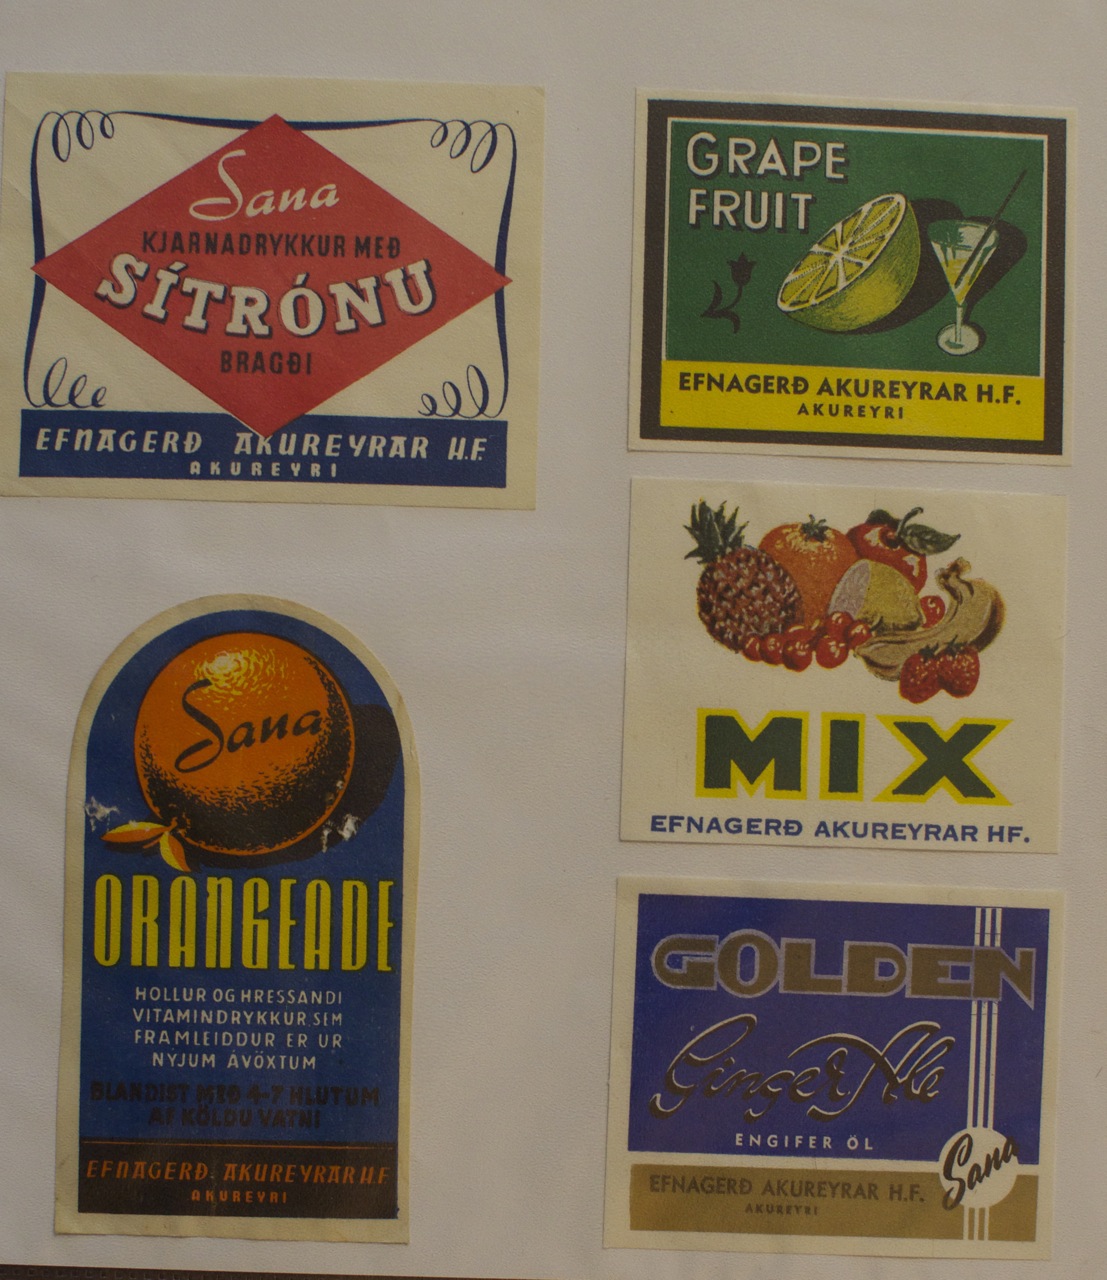 Sana
KJARNADRYKKUR MEÐ
SÍTRÓNU
BRAGÐI
EFNAGERÐ AKUREYRAR H.F.
AKUREYRI
Sana
ORANGEADE
HOLLUR OG HRESSANDI
VITAMINDRYKKUR, SEM
FRAMLEIDDUR ER UR
NÝJUM ÁVÖXTUM
BLANDIST MEÐ 4-7 HLUTUM
AF KÖLDU VATNI
EFNAGERÐ AKUREYRAR H.F
AKUREYRI
GRAPE
FRUIT
EFNAGERÐ AKUREYRAR H.F.
AKUREYRI
MIX
EFNAGERÐ AKUREYRAR HF.
GOLDEN
Ginger Ale
ENGIFER ÖL
Sana
EFNAGERÐ AKUREYRAR H.F.
AKUREYRI